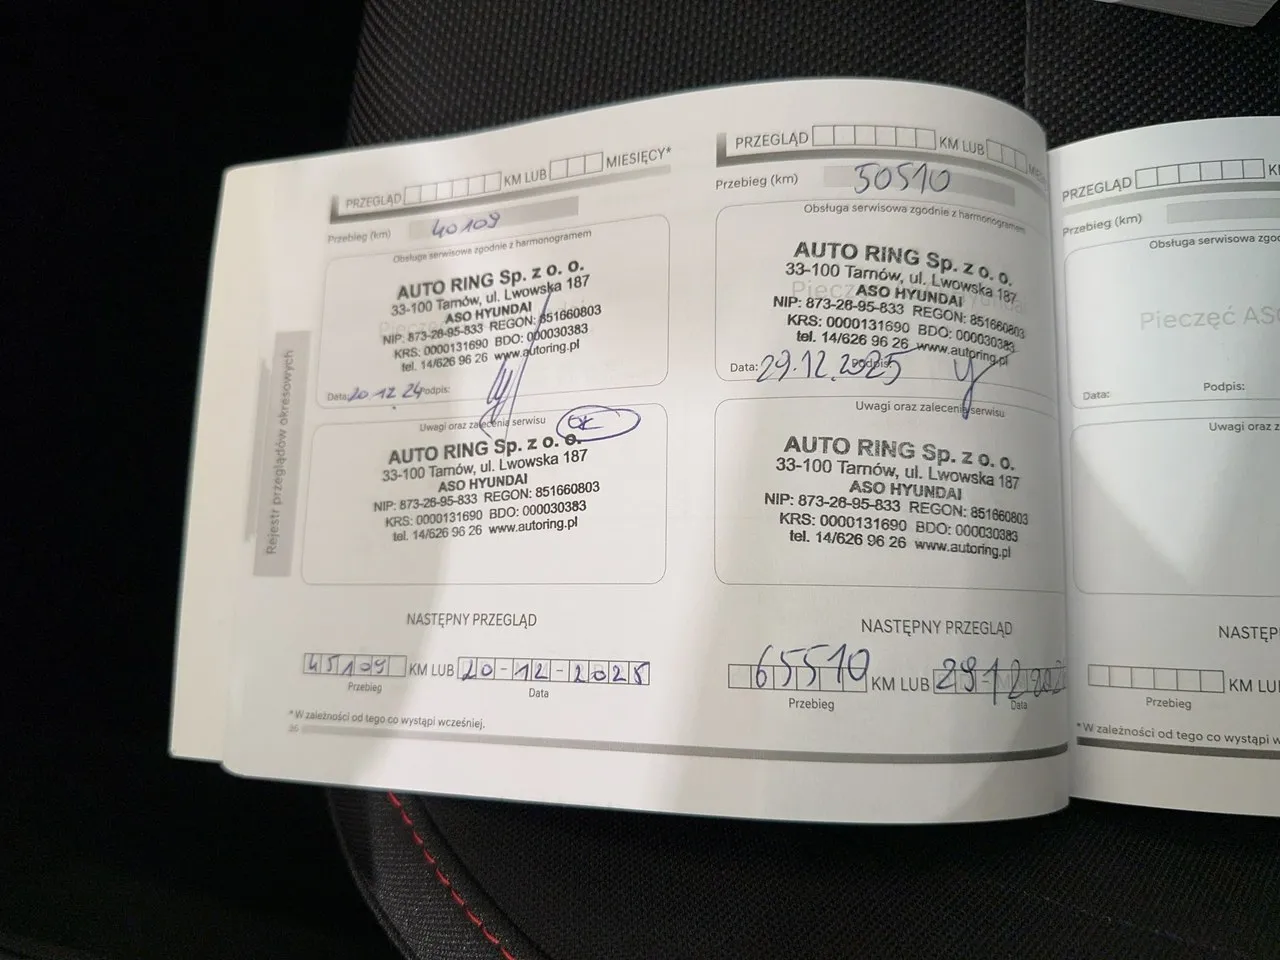 Rejestr przeglądów okresowych
PRZEGLĄD KM LUB MIESIĘCY*
Przebieg (km) 40109
Obsługa serwisowa zgodnie z harmonogramem
AUTO RING Sp. z o. o.
33-100 Tarnów, ul. Lwowska 187
ASO HYUNDAI
NIP: 873-26-95-833 REGON: 851660803
KRS: 0000131690 BDO: 000030383
tel. 14/626 96 26 www.autoring.pl
Data: 20.12.24 Podpis:
Uwagi oraz zalecenia serwisu OK
AUTO RING Sp. z o. o.
33-100 Tarnów, ul. Lwowska 187
ASO HYUNDAI
NIP: 873-26-95-833 REGON: 851660803
KRS: 0000131690 BDO: 000030383
tel. 14/626 96 26 www.autoring.pl
NASTĘPNY PRZEGLĄD
45109 KM LUB 20-12-2025
Przebieg Data
* W zależności od tego co wystąpi wcześniej.
PRZEGLĄD KM LUB
Przebieg (km) 50510
Obsługa serwisowa zgodnie z harmonogramem
AUTO RING Sp. z o. o.
33-100 Tarnów, ul. Lwowska 187
ASO HYUNDAI
NIP: 873-26-95-833 REGON: 851660803
KRS: 0000131690 BDO: 000030383
tel. 14/626 96 26 www.autoring.pl
Data: 29.12.2025 Podpis:
Uwagi oraz zalecenia serwisu
AUTO RING Sp. z o. o.
33-100 Tarnów, ul. Lwowska 187
ASO HYUNDAI
NIP: 873-26-95-833 REGON: 851660803
KRS: 0000131690 BDO: 000030383
tel. 14/626 96 26 www.autoring.pl
NASTĘPNY PRZEGLĄD
65510 KM LUB
Przebieg Data
PRZEGLĄD
Przebieg (km)
Obsługa serwisowa
Pieczęć ASO
Data: Podpis:
Uwagi oraz
NASTĘPNY
KM LUB
Przebieg
* W zależności od tego co wystąpi